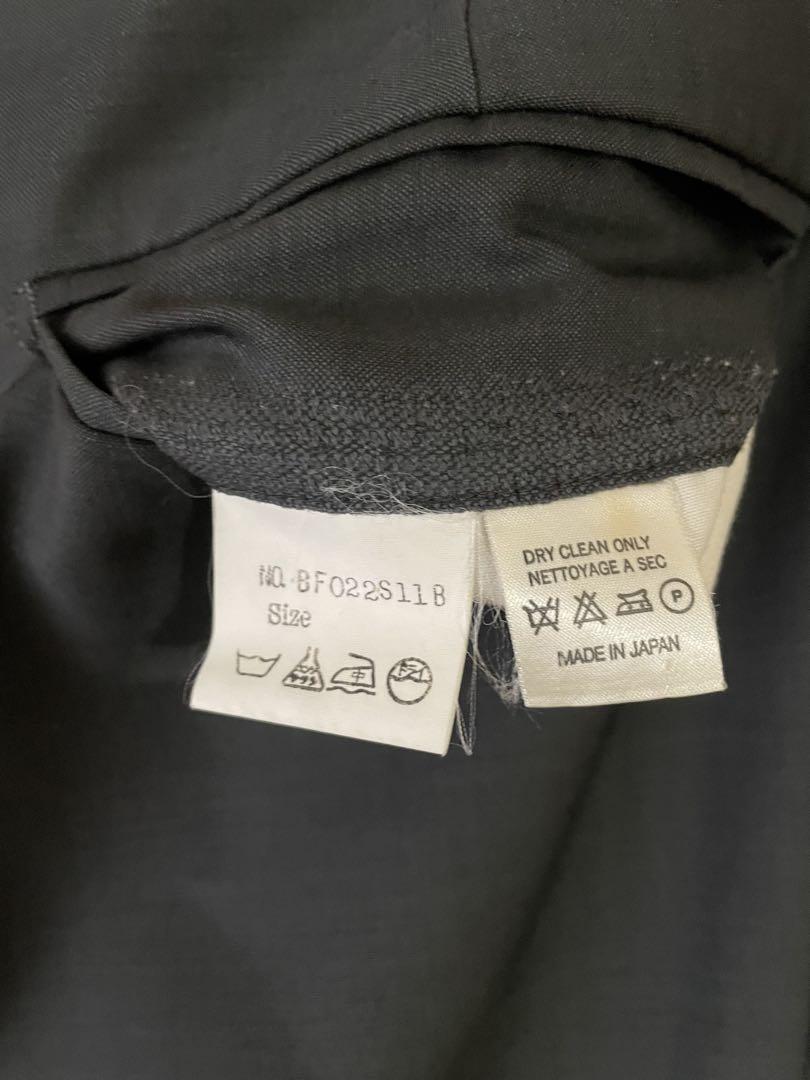 NO. BF022S11B
Size
DRY CLEAN ONLY
NETTOYAGE A SEC
P
MADE IN JAPAN